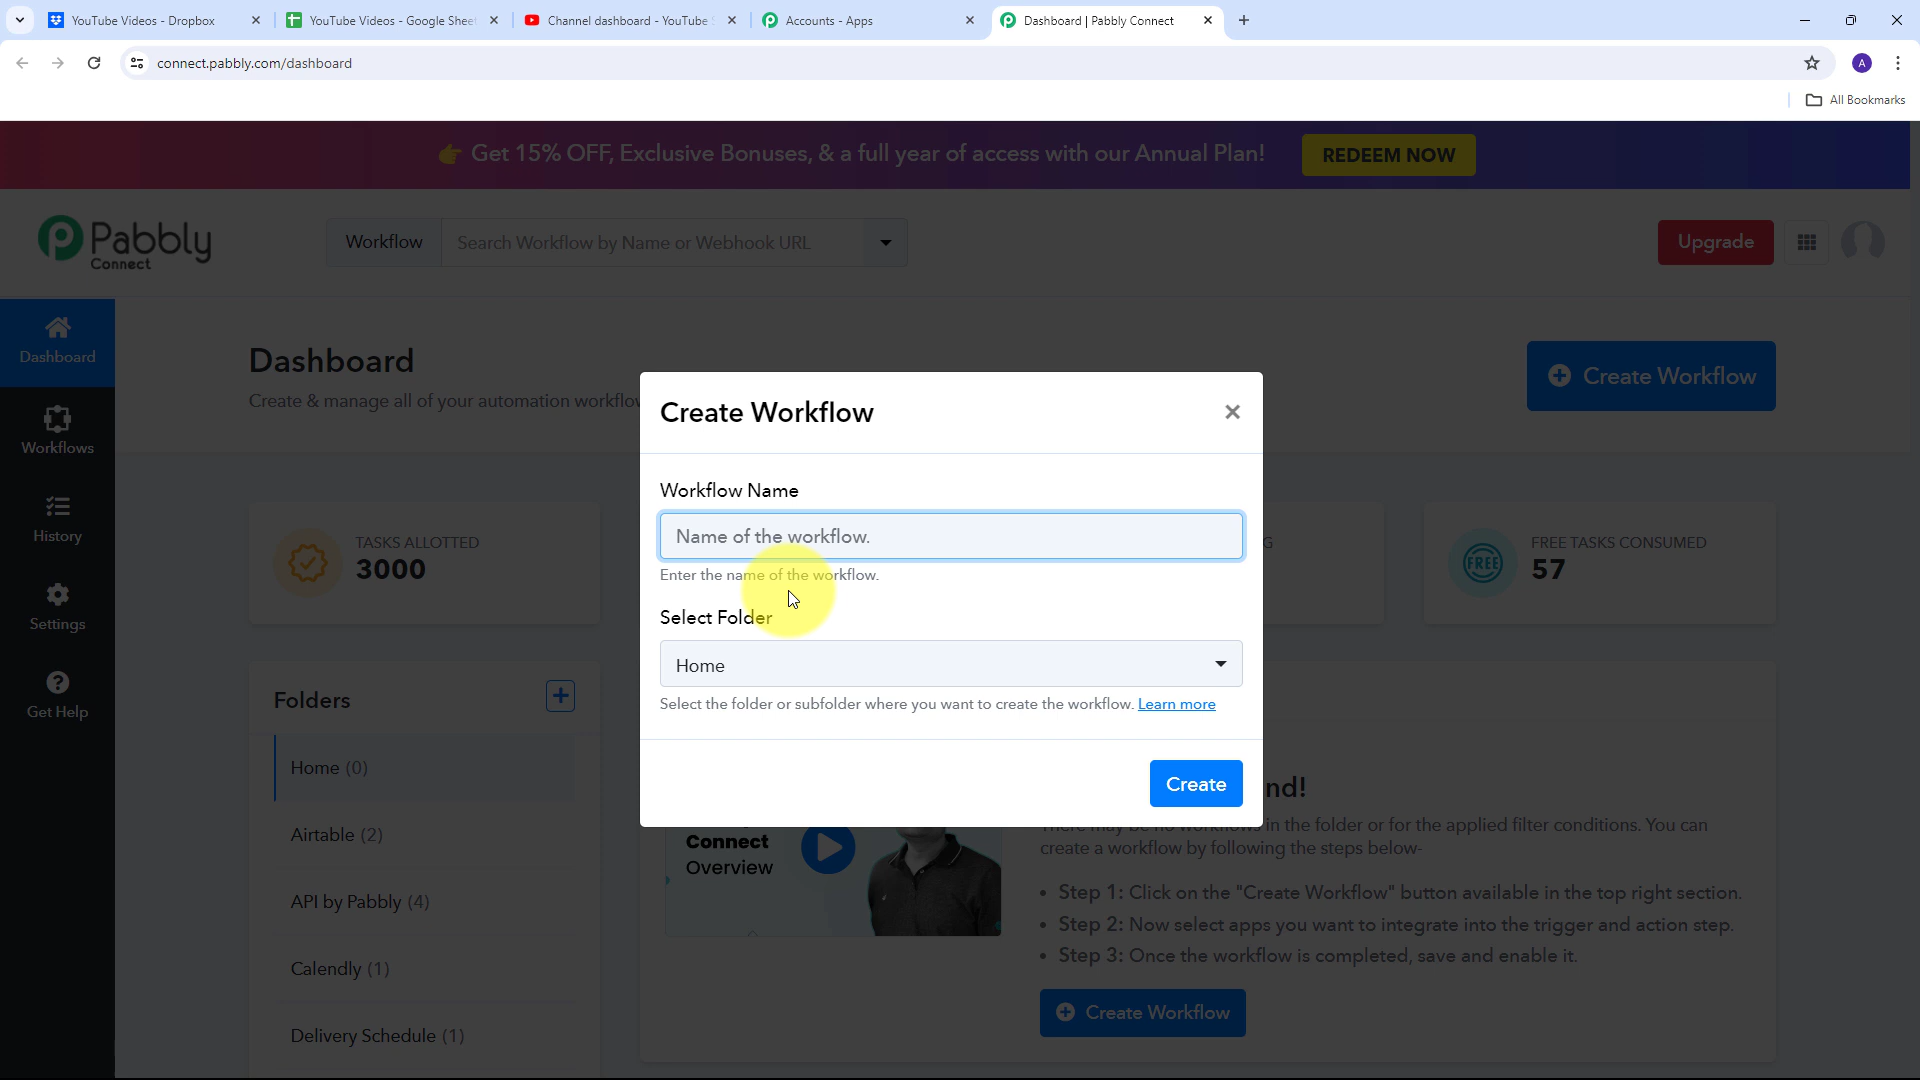 YouTube Videos - Dropbox
YouTube Videos - Google Sheet
Channel dashboard - YouTube S
Accounts - Apps
Dashboard | Pabbly Connect
connect.pabbly.com/dashboard
A
All Bookmarks
Get 15% OFF, Exclusive Bonuses, & a full year of access with our Annual Plan!
REDEEM NOW
Pabbly
Connect
Workflow
Search Workflow by Name or Webhook URL
Upgrade
Dashboard
Workflows
History
Settings
Get Help
Dashboard
Create & manage all of your automation workflow
Create Workflow
TASKS ALLOTTED
3000
G
FREE
FREE TASKS CONSUMED
57
Create Workflow
Workflow Name
Name of the workflow.
Enter the name of the workflow.
Select Folder
Home
Select the folder or subfolder where you want to create the workflow. Learn more
Create
Folders
Home (0)
Airtable (2)
API by Pabbly (4)
Calendly (1)
Delivery Schedule (1)
Connect
Overview
nd!
There may be no workflows in the folder or for the applied filter conditions. You can
create a workflow by following the steps below-
• Step 1: Click on the "Create Workflow" button available in the top right section.
• Step 2: Now select apps you want to integrate into the trigger and action step.
• Step 3: Once the workflow is completed, save and enable it.
Create Workflow